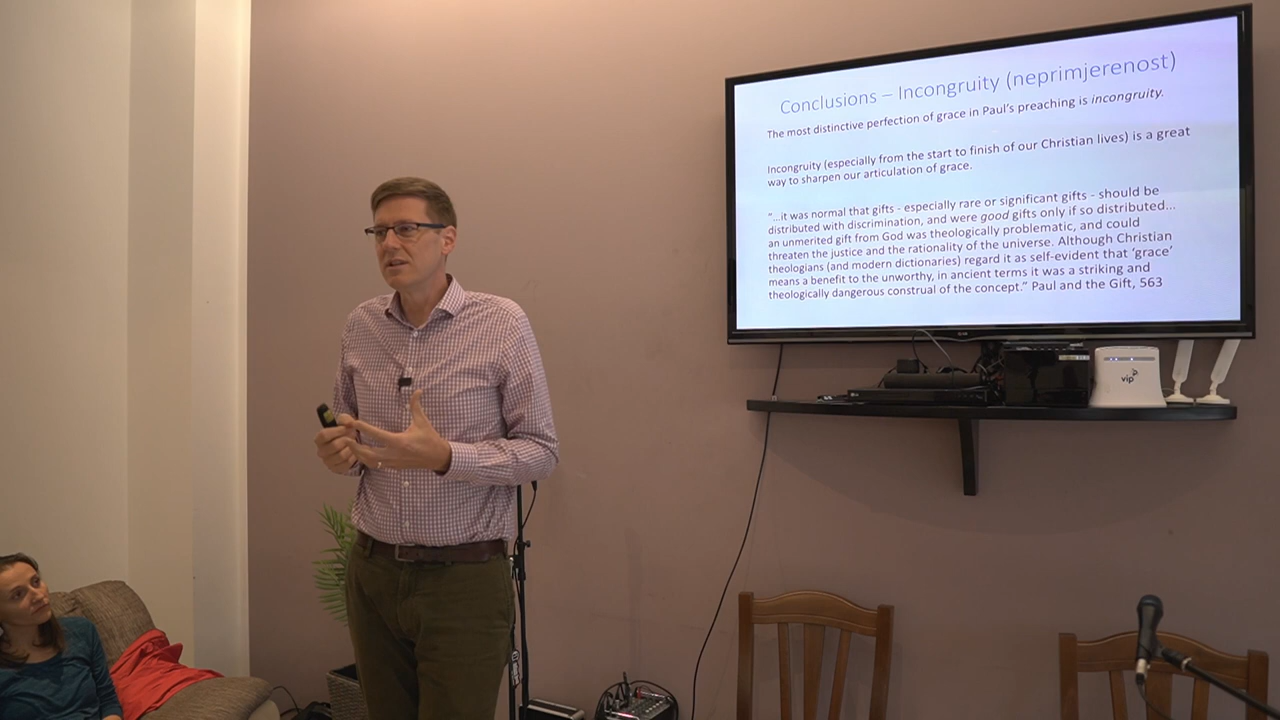 Conclusions – Incongruity (neprimjerenost)
The most distinctive perfection of grace in Paul's preaching is incongruity.
Incongruity (especially from the start to finish of our Christian lives) is a great
way to sharpen our articulation of grace.
"...it was normal that gifts - especially rare or significant gifts - should be
distributed with discrimination, and were good gifts only if so distributed...
an unmerited gift from God was theologically problematic, and could
threaten the justice and the rationality of the universe. Although Christian
theologians (and modern dictionaries) regard it as self-evident that 'grace'
means a benefit to the unworthy, in ancient terms it was a striking and
theologically dangerous construal of the concept." Paul and the Gift, 563
vip